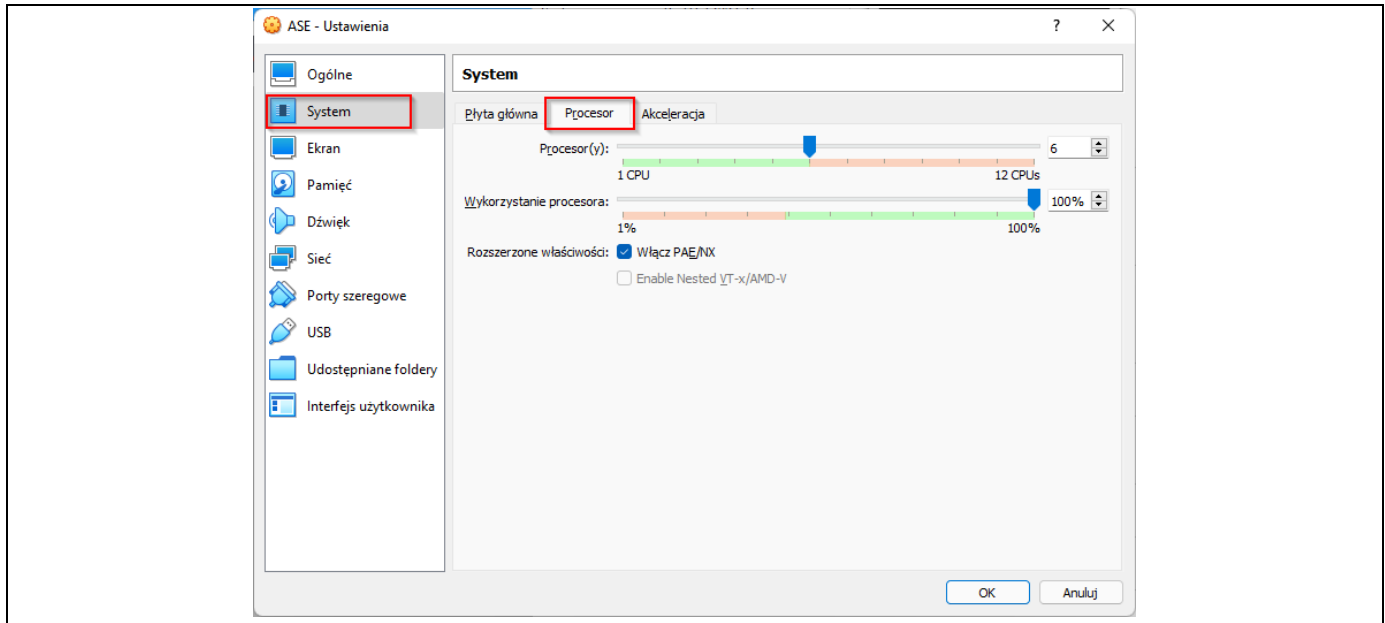 ASE - Ustawienia
?
Ogólne
System
Ekran
Pamięć
Dźwięk
Sieć
Porty szeregowe
USB
Udostępniane foldery
Interfejs użytkownika
System
Płyta główna Procesor Akceleracja
Procesor(y): 6
1 CPU 12 CPUs
Wykorzystanie procesora: 100%
1% 100%
Rozszerzone właściwości: Włącz PAE/NX
Enable Nested VT-x/AMD-V
OK Anuluj